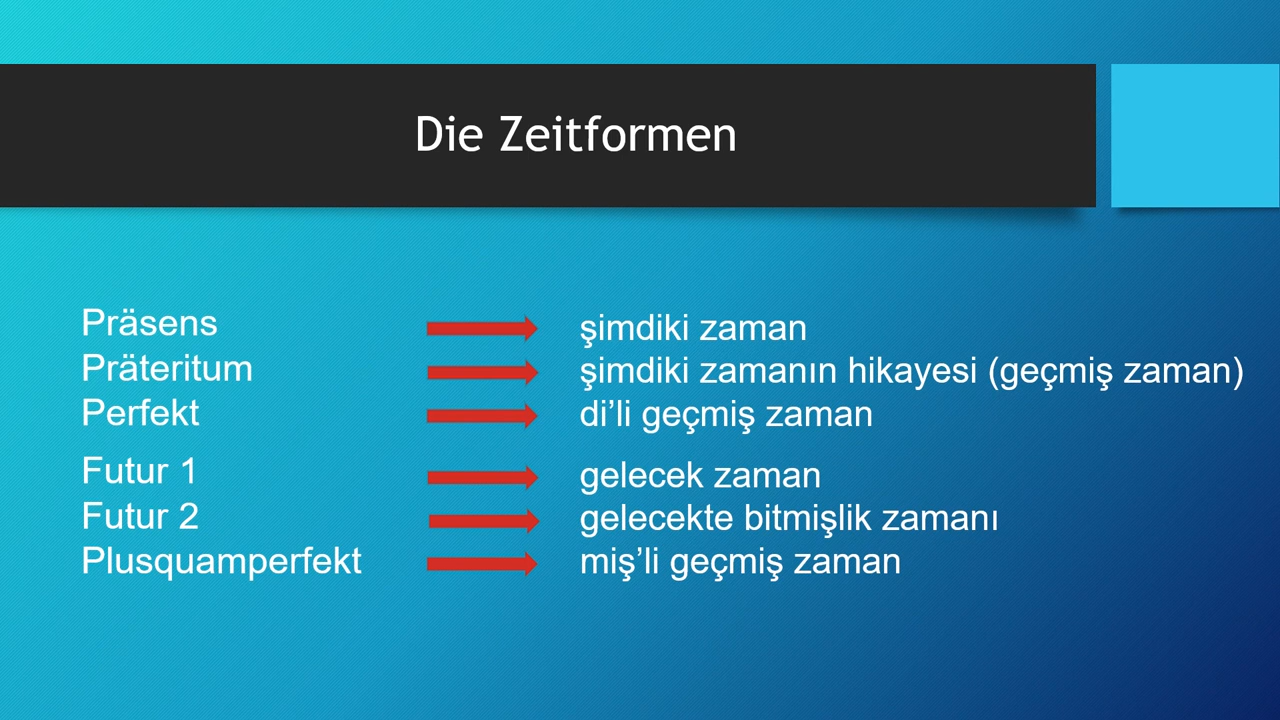 Die Zeitformen
Präsens
Präteritum
Perfekt
Futur 1
Futur 2
Plusquamperfekt
şimdiki zaman
şimdiki zamanın hikayesi (geçmiş zaman)
di’li geçmiş zaman
gelecek zaman
gelecekte bitmişlik zamanı
miş’li geçmiş zaman